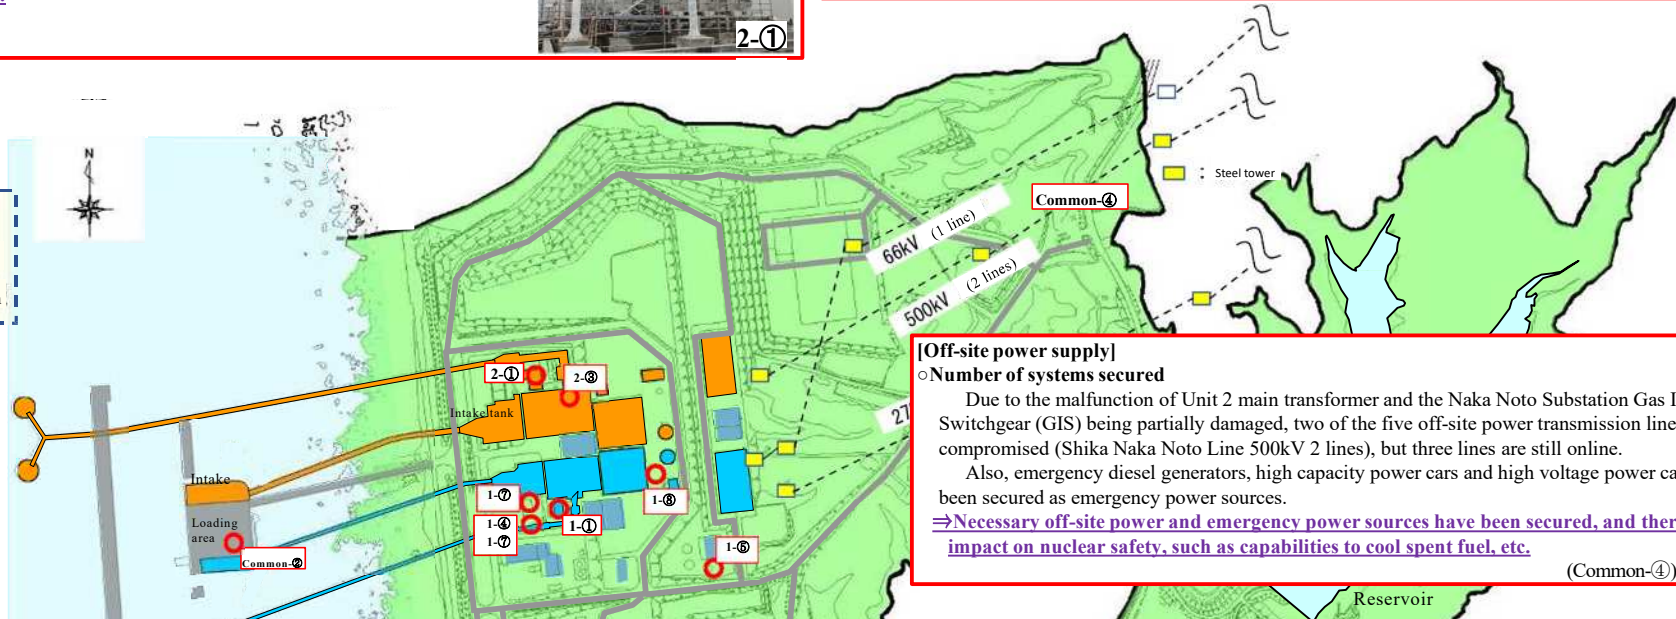 2-①
N
: Steel tower
Common-④
66kV (1 line)
500kV (2 lines)
27
2-①
2-③
Intake tank
Intake
Loading
area
Common-②
1-⑦
1-④
1-⑦
1-①
1-⑧
1-⑥
[Off-site power supply]
○Number of systems secured
Due to the malfunction of Unit 2 main transformer and the Naka Noto Substation Gas I
Switchgear (GIS) being partially damaged, two of the five off-site power transmission line
compromised (Shika Naka Noto Line 500kV 2 lines), but three lines are still online.
Also, emergency diesel generators, high capacity power cars and high voltage power ca
been secured as emergency power sources.
⇒Necessary off-site power and emergency power sources have been secured, and ther
impact on nuclear safety, such as capabilities to cool spent fuel, etc.
(Common-④)
Reservoir